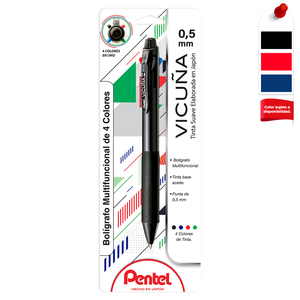 4 COLORES
EN UNO
0,5
mm
VICUÑA
Tinta Suave Elaborada en Japón
Bolígrafo Multifuncional de 4 Colores
• Bolígrafo
Multifuncional.
• Tinta base
aceite.
• Punta de
0,5 mm
4 Colores
de Tinta.
Pentel
HECHO EN JAPÓN
Color sujeto a
disponibilidad.